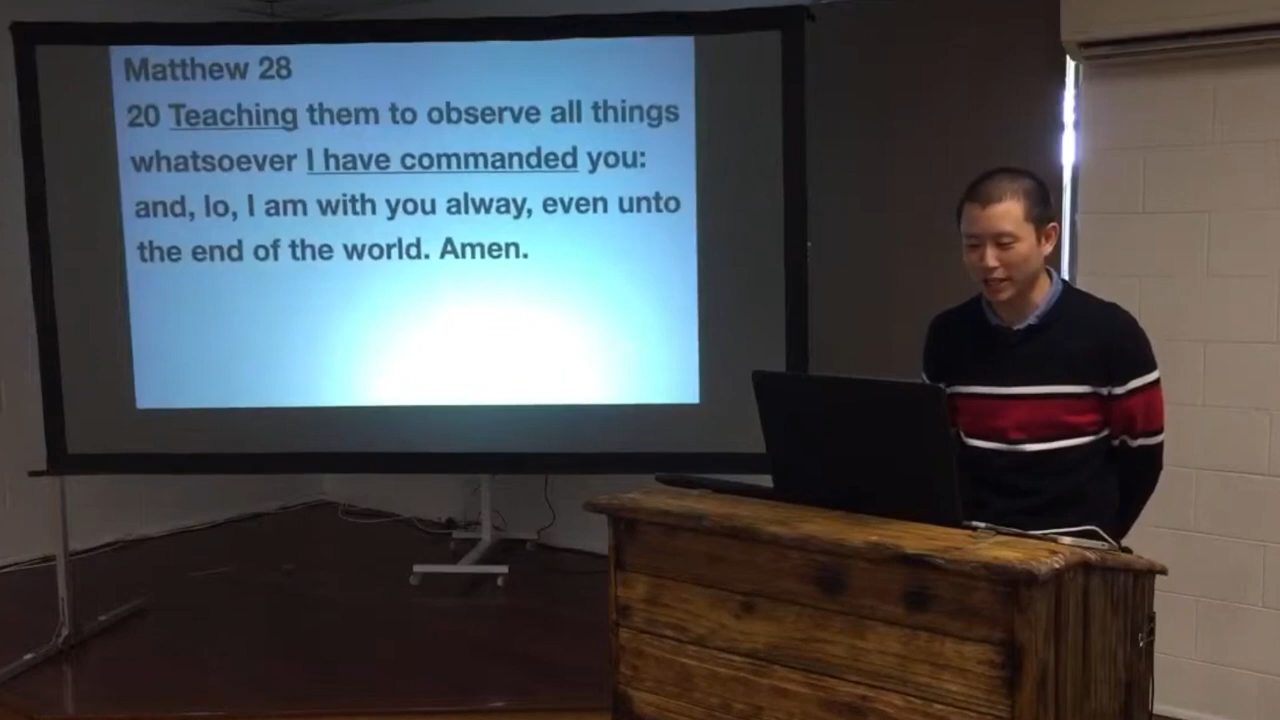 Matthew 28
20 Teaching them to observe all things
whatsoever I have commanded you:
and, lo, I am with you alway, even unto
the end of the world. Amen.